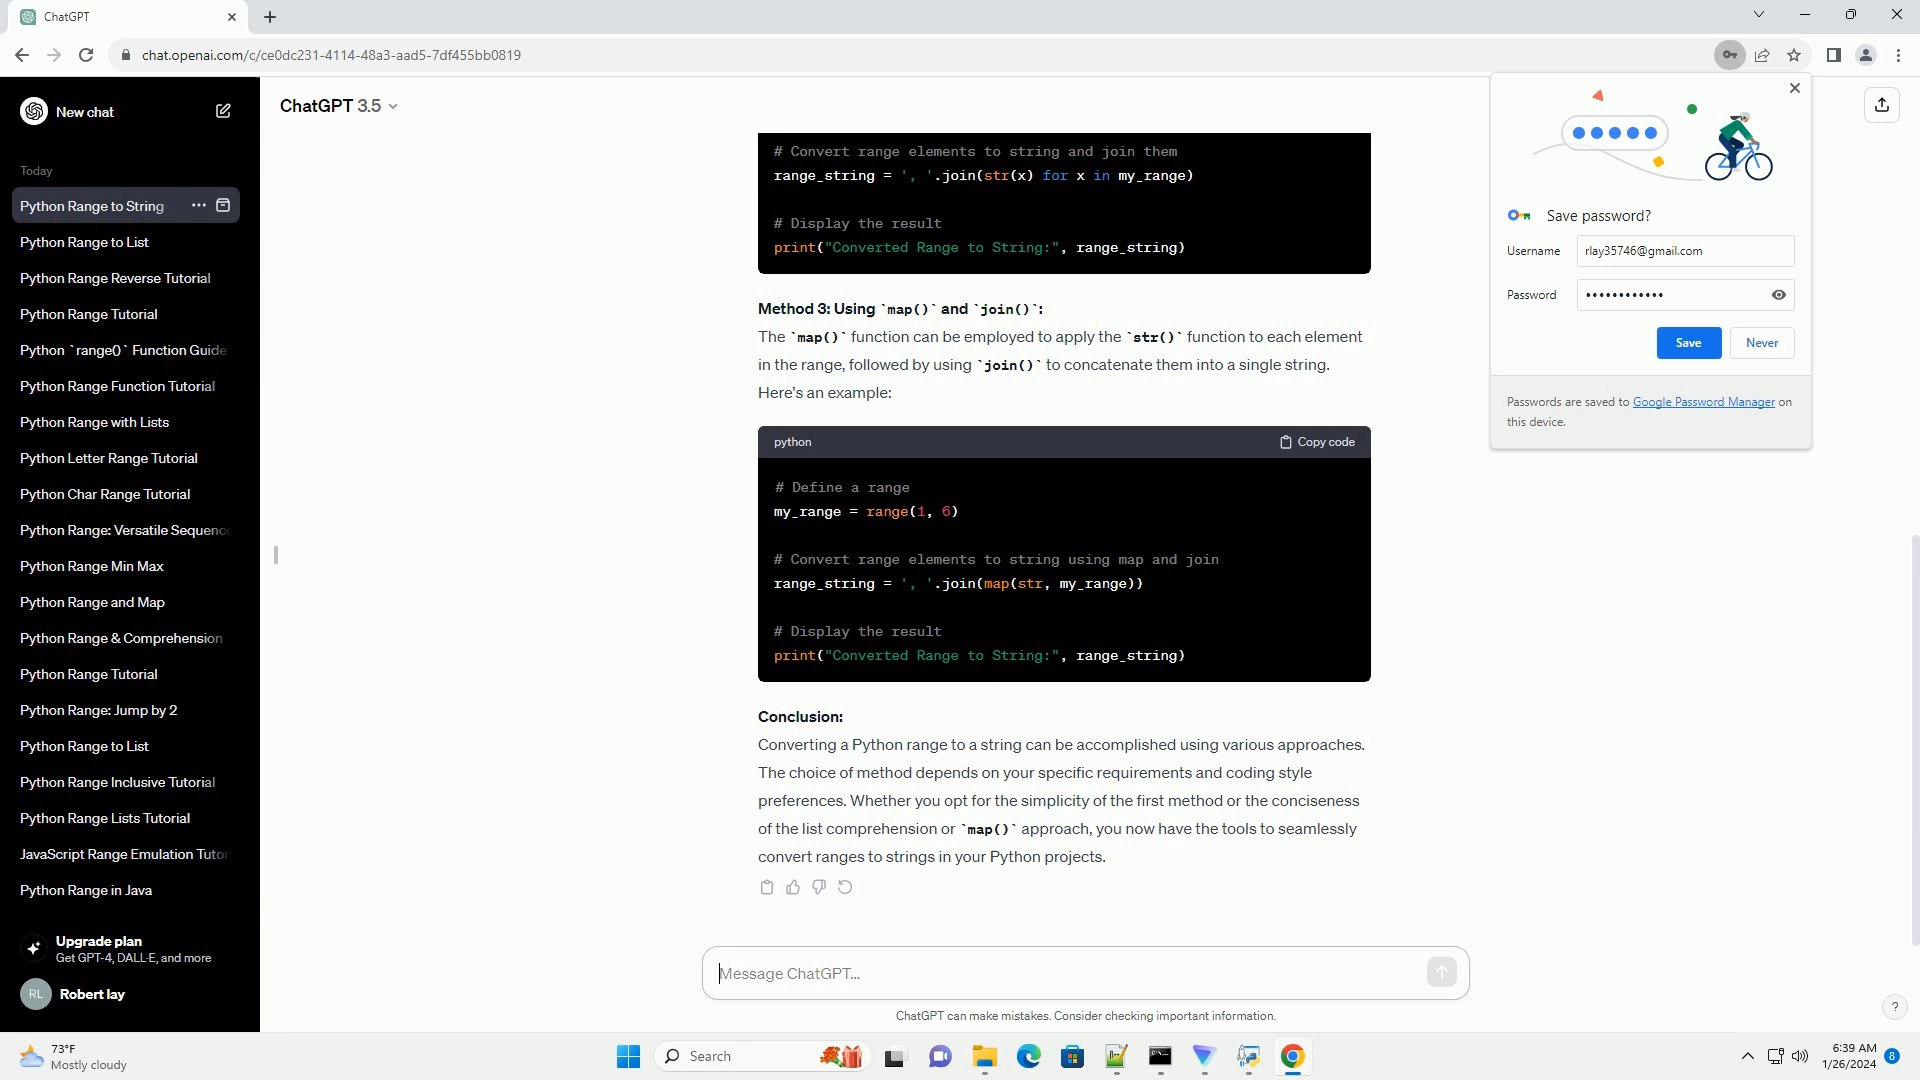 ChatGPT
chat.openai.com/c/ce0dc231-4114-48a3-aad5-7df455bb0819
New chat
Today
Python Range to String
Python Range to List
Python Range Reverse Tutorial
Python Range Tutorial
Python `range()` Function Guide
Python Range Function Tutorial
Python Range with Lists
Python Letter Range Tutorial
Python Char Range Tutorial
Python Range: Versatile Sequence
Python Range Min Max
Python Range and Map
Python Range & Comprehension
Python Range Tutorial
Python Range: Jump by 2
Python Range to List
Python Range Inclusive Tutorial
Python Range Lists Tutorial
JavaScript Range Emulation Tutor
Python Range in Java
Upgrade plan
Get GPT-4, DALL·E, and more
RL Robert lay
ChatGPT 3.5
# Convert range elements to string and join them
range_string = ', '.join(str(x) for x in my_range)
# Display the result
print("Converted Range to String:", range_string)
Method 3: Using `map()` and `join()`:
The `map()` function can be employed to apply the `str()` function to each element
in the range, followed by using `join()` to concatenate them into a single string.
Here's an example:
python Copy code
# Define a range
my_range = range(1, 6)
# Convert range elements to string using map and join
range_string = ', '.join(map(str, my_range))
# Display the result
print("Converted Range to String:", range_string)
Conclusion:
Converting a Python range to a string can be accomplished using various approaches.
The choice of method depends on your specific requirements and coding style
preferences. Whether you opt for the simplicity of the first method or the conciseness
of the list comprehension or `map()` approach, you now have the tools to seamlessly
convert ranges to strings in your Python projects.
Message ChatGPT...
ChatGPT can make mistakes. Consider checking important information.
?
Save password?
Username rlay35746@gmail.com
Password ••••••••••••
Save Never
Passwords are saved to Google Password Manager on
this device.
73°F
Mostly cloudy
Search
6:39 AM
1/26/2024
8